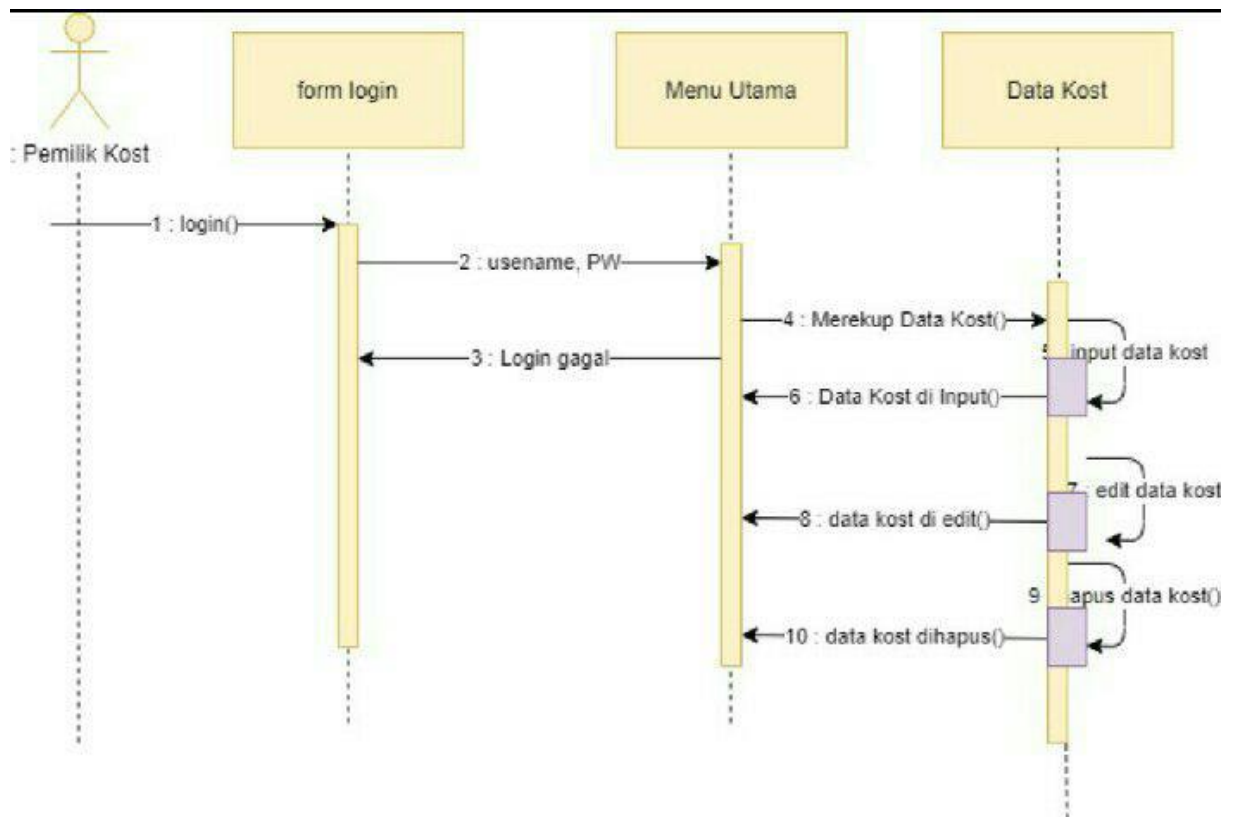 form login
Menu Utama
Data Kost
: Pemilik Kost
1 : login()
2 : usename, PW
4 : Merekup Data Kost()
3 : Login gagal
5 input data kost
6 : Data Kost di Input()
7 : edit data kost
8 : data kost di edit()
9 apus data kost()
10 : data kost dihapus()